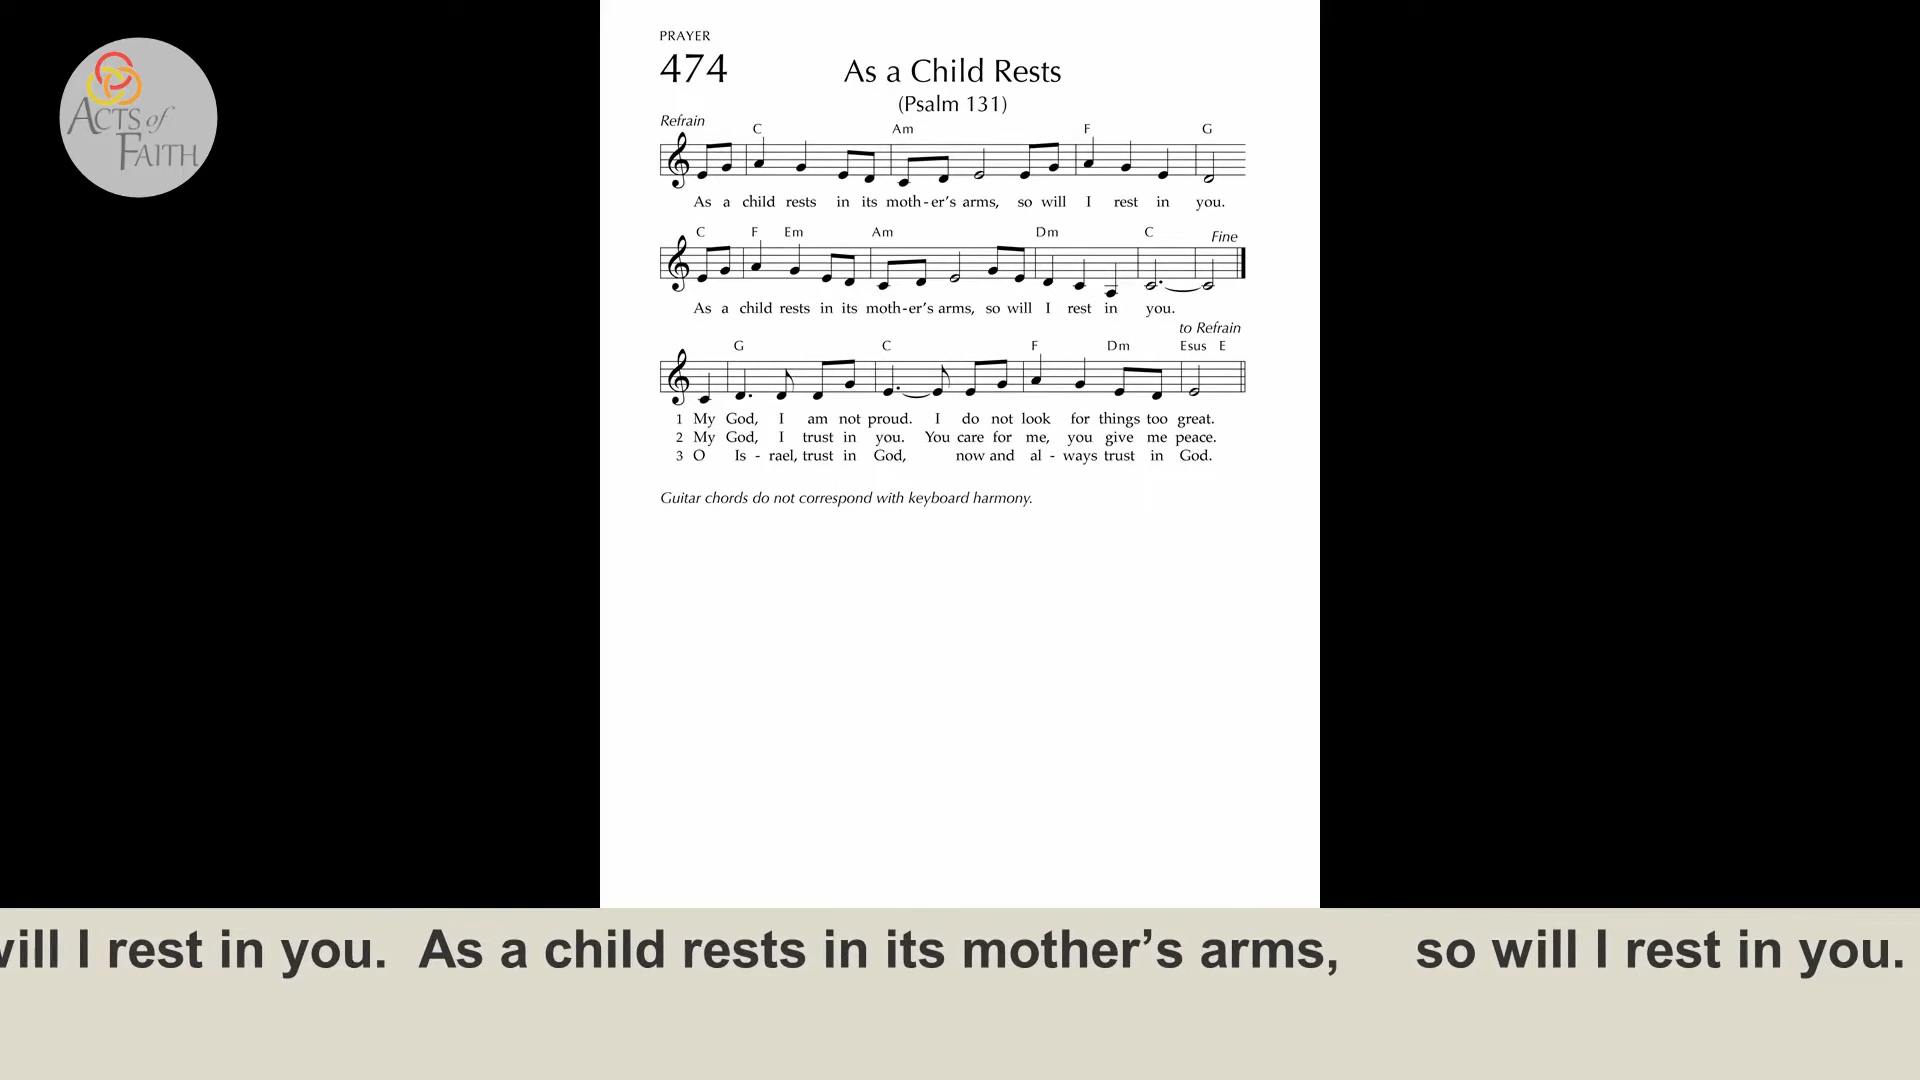 ACTS of
FAITH
PRAYER
474
As a Child Rests
(Psalm 131)
Refrain
C Am F G
As a child rests in its moth-er’s arms, so will I rest in you.
C F Em Am Dm C Fine
As a child rests in its moth-er’s arms, so will I rest in you.
to Refrain
G C F Dm Esus E
1 My God, I am not proud. I do not look for things too great.
2 My God, I trust in you. You care for me, you give me peace.
3 O Is - rael, trust in God, now and al - ways trust in God.
Guitar chords do not correspond with keyboard harmony.
will I rest in you. As a child rests in its mother’s arms, so will I rest in you.